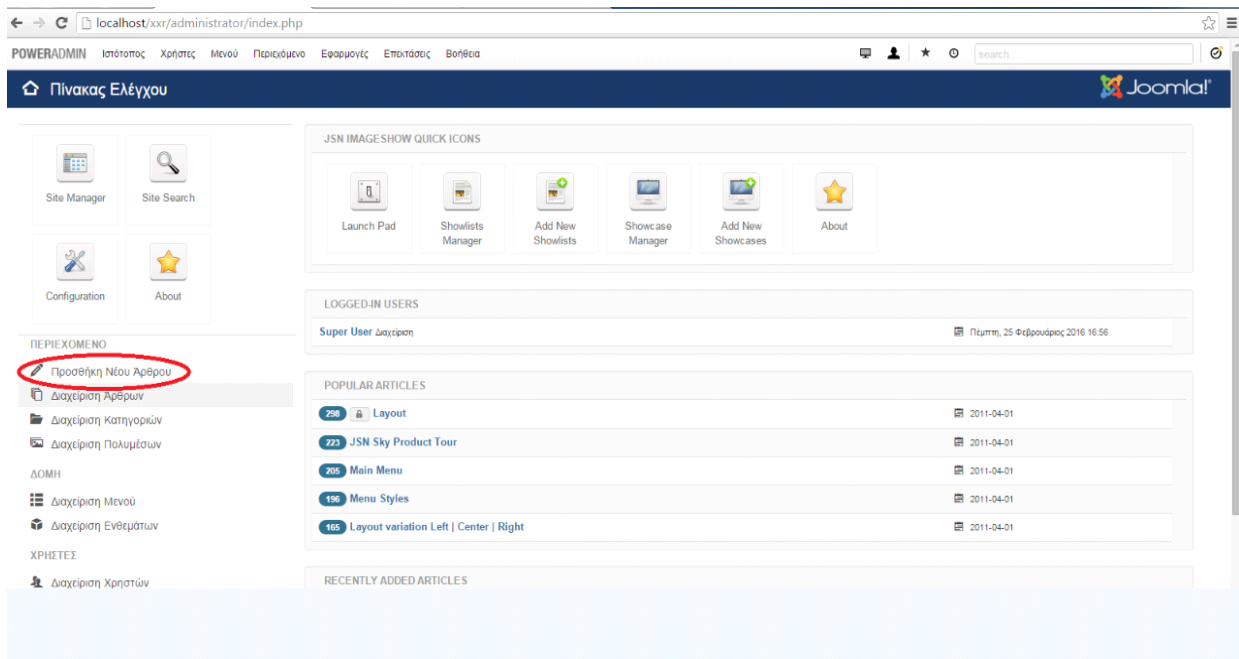 localhost/xxr/administrator/index.php
POWERADMIN Ιστότοπος Χρήστες Μενού Περιεχόμενο Εφαρμογές Επεκτάσεις Βοήθεια search...
Πίνακας Ελέγχου Joomla!
Site Manager Site Search
Configuration About
ΠΕΡΙΕΧΟΜΕΝΟ
Προσθήκη Νέου Άρθρου
Διαχείριση Άρθρων
Διαχείριση Κατηγοριών
Διαχείριση Πολυμέσων
ΔΟΜΗ
Διαχείριση Μενού
Διαχείριση Ενθεμάτων
ΧΡΗΣΤΕΣ
Διαχείριση Χρηστών
JSN IMAGESHOW QUICK ICONS
Launch Pad Showlists Add New Showcase Add New About
Manager Showlists Manager Showcases
LOGGED-IN USERS
Super User Διαχείριση Πέμπτη, 25 Φεβρουάριος 2016 16:56
POPULAR ARTICLES
298 Layout 2011-04-01
223 JSN Sky Product Tour 2011-04-01
205 Main Menu 2011-04-01
196 Menu Styles 2011-04-01
165 Layout variation Left | Center | Right 2011-04-01
RECENTLY ADDED ARTICLES